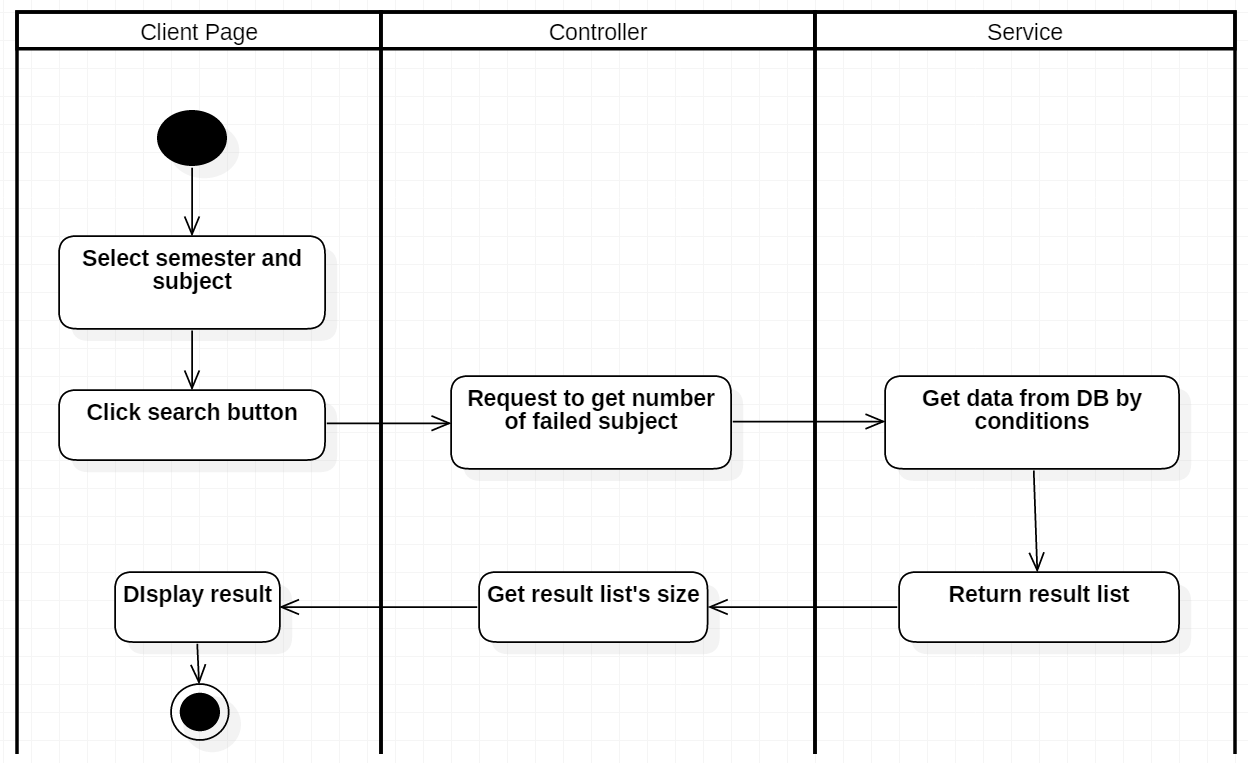 Client Page
Controller
Service
Select semester and
subject
Click search button
Request to get number
of failed subject
Get data from DB by
conditions
DIsplay result
Get result list's size
Return result list